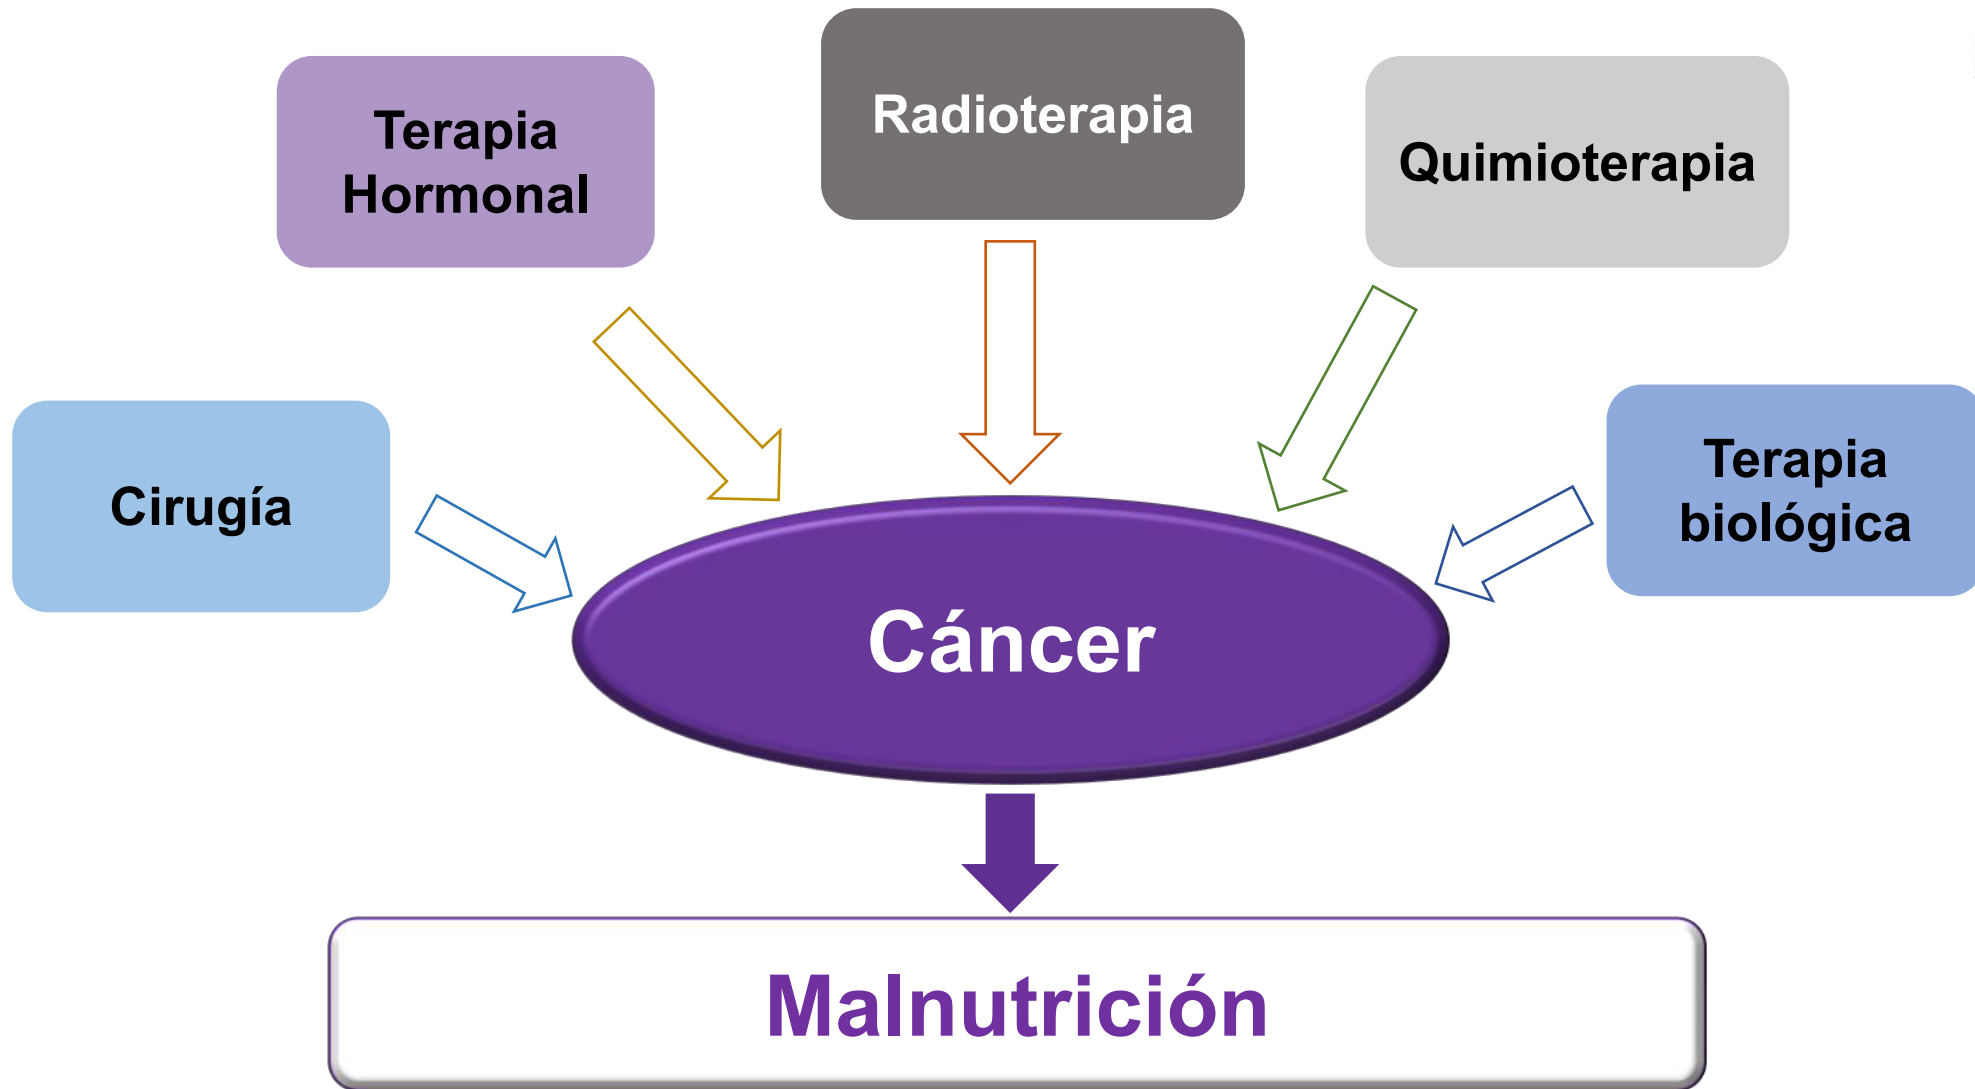 Terapia
Hormonal
Radioterapia
Quimioterapia
Cirugía
Terapia
biológica
Cáncer
Malnutrición